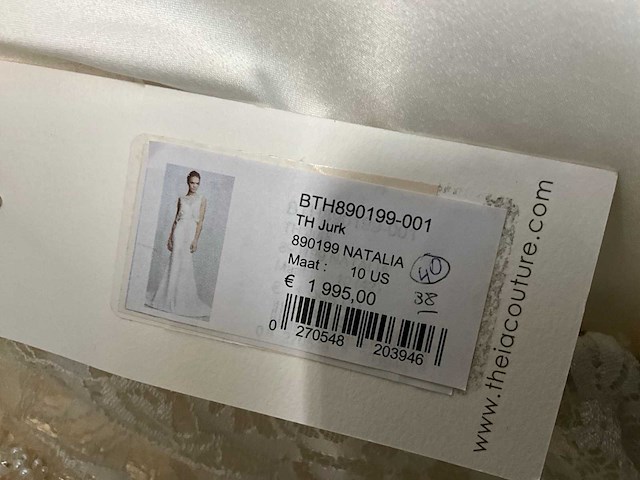 BTH890199-001
TH Jurk
890199 NATALIA
Maat : 10 US
40
€ 1 995,00
38
0 270548 203946
www.theiacouture.com